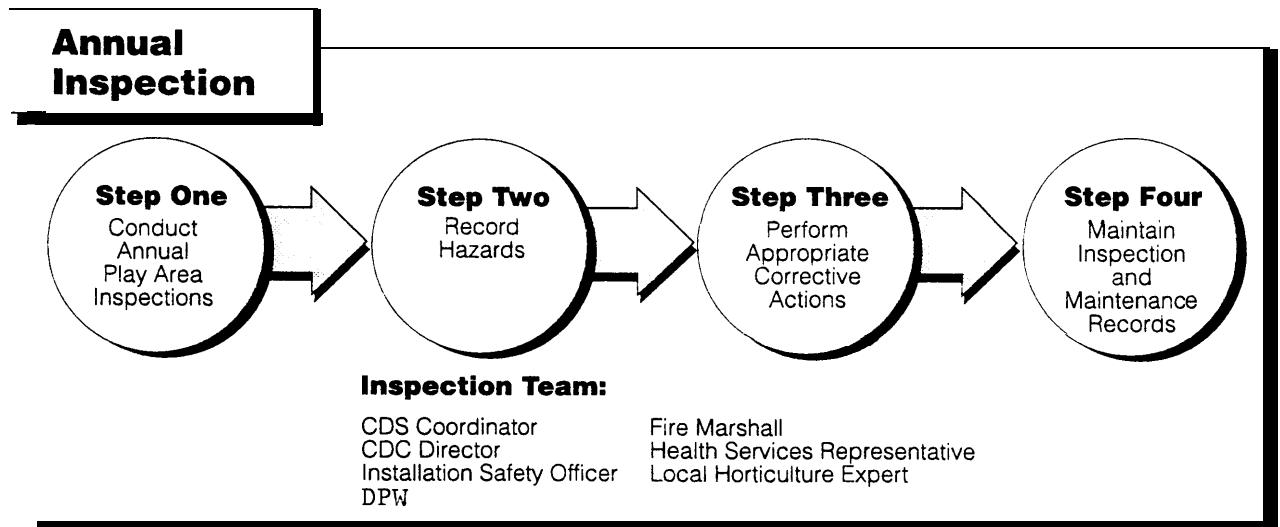 Annual
Inspection
Step One
Conduct
Annual
Play Area
Inspections
Step Two
Record
Hazards
Step Three
Perform
Appropriate
Corrective
Actions
Step Four
Maintain
Inspection
and
Maintenance
Records
Inspection Team:
CDS Coordinator
CDC Director
Installation Safety Officer
DPW
Fire Marshall
Health Services Representative
Local Horticulture Expert